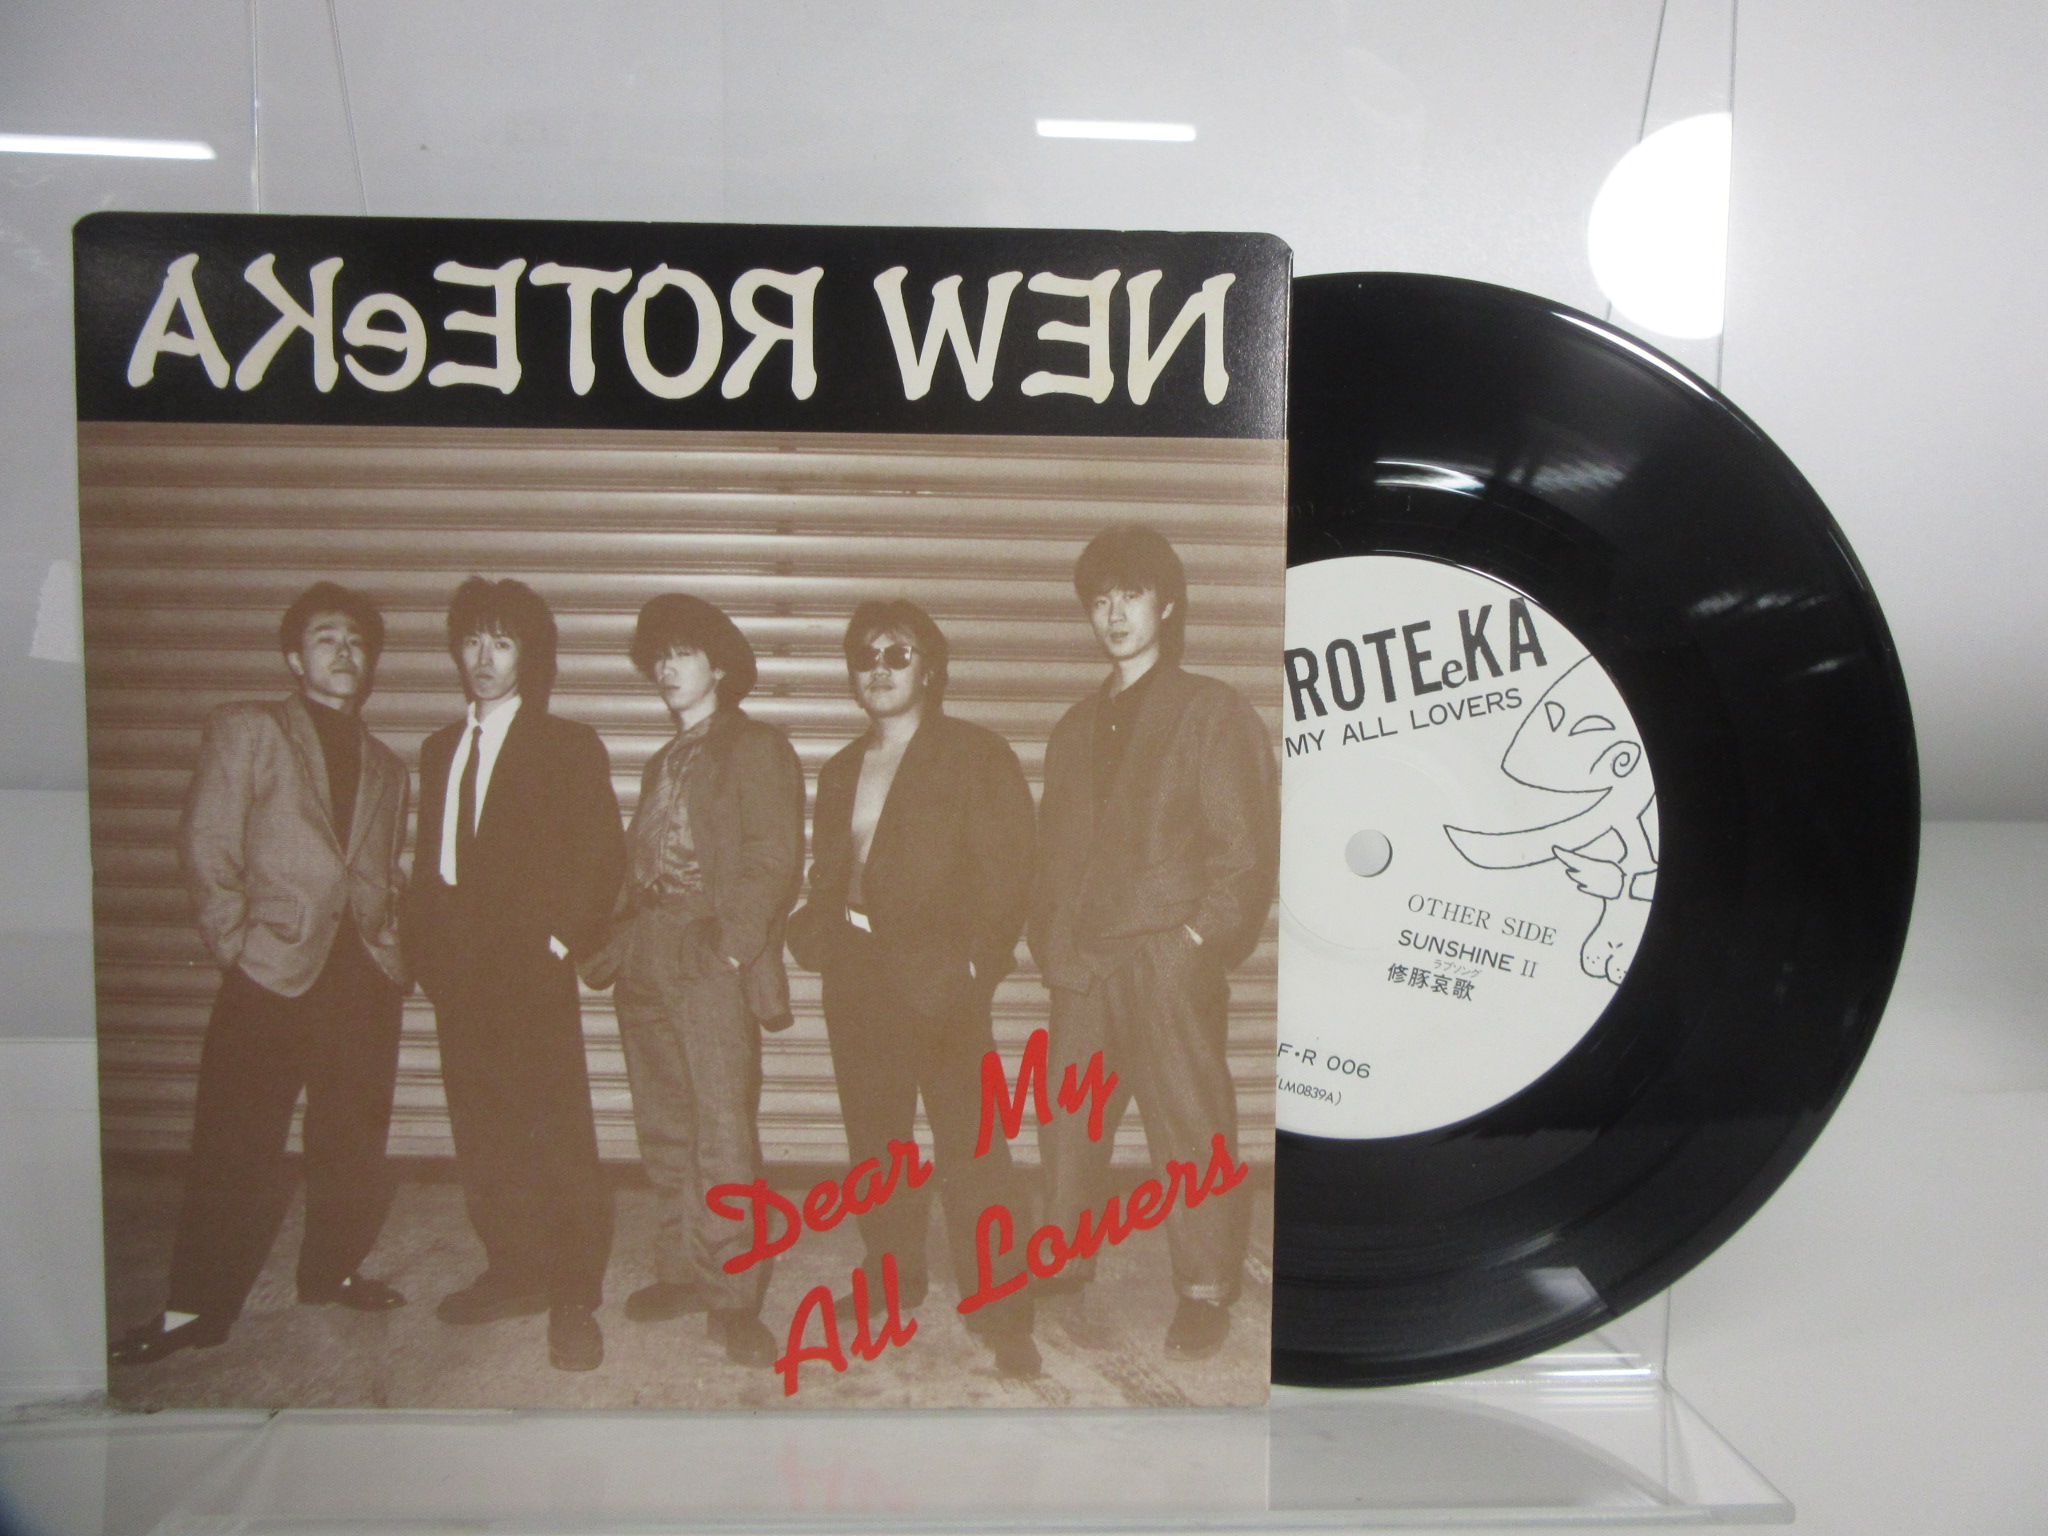 NEW ROTEeKA
Dear My
All Lovers
ROTEeKA
MY ALL LOVERS
OTHER SIDE
SUNSHINE II
ラブソング
修豚哀歌
F・R 006
(LM0839A)